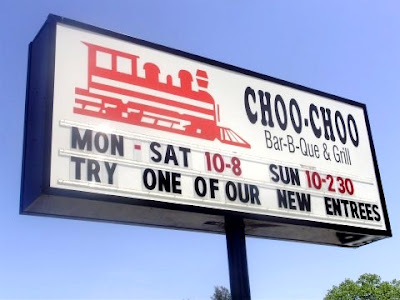 CHOO-CHOO
Bar-B-Que & Grill
MON - SAT 10-8 SUN 10-2 30
TRY ONE OF OUR NEW ENTREES